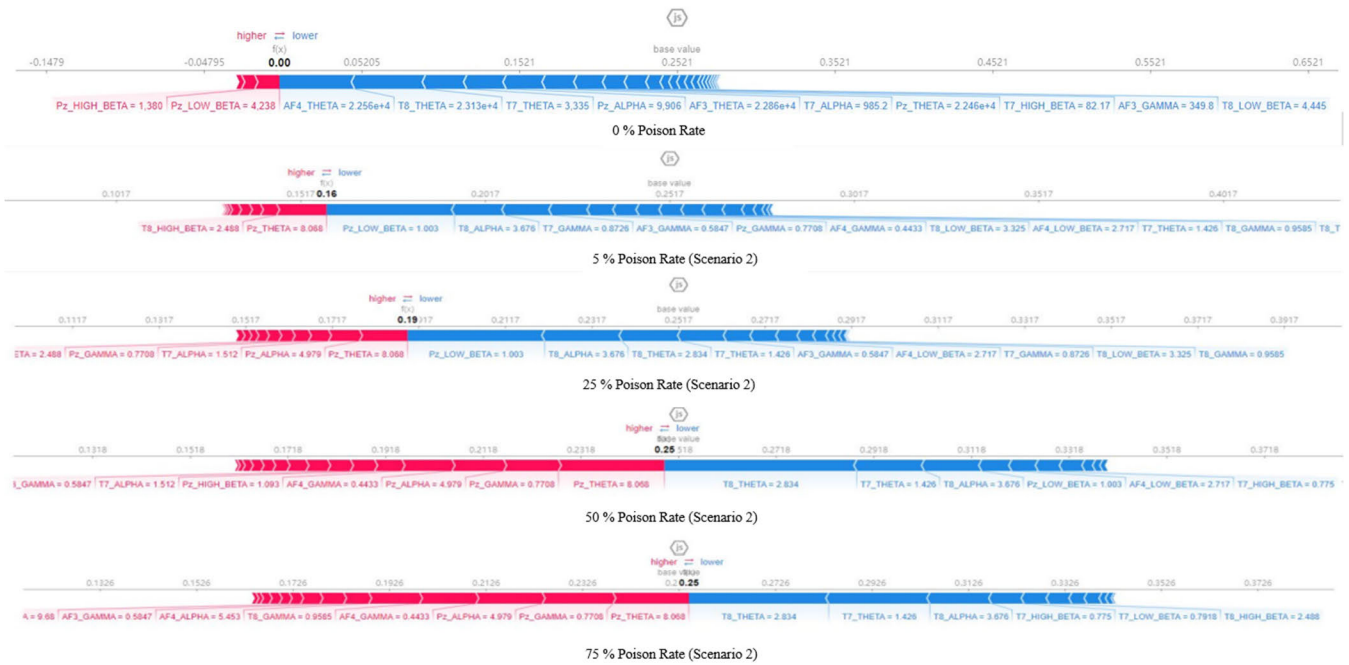 js
higher ⇄ lower
f(x) base value
-0.1479 -0.04795 0.00 0.05205 0.1521 0.2521 0.3521 0.4521 0.5521 0.6521
Pz_HIGH_BETA = 1,380 Pz_LOW_BETA = 4,238 AF4_THETA = 2.256e+4 T8_THETA = 2.313e+4 T7_THETA = 3,335 Pz_ALPHA = 9,906 AF3_THETA = 2.286e+4 T7_ALPHA = 985.2 Pz_THETA = 2.246e+4 T7_HIGH_BETA = 82.17 AF3_GAMMA = 349.8 T8_LOW_BETA = 4,445
0 % Poison Rate
js
higher ⇄ lower
f(x) base value
0.1017 0.1517 0.16 0.2017 0.2517 0.3017 0.3517 0.4017
T8_HIGH_BETA = 2.488 Pz_THETA = 8.068 Pz_LOW_BETA = 1.003 T8_ALPHA = 3.676 T7_GAMMA = 0.8726 AF3_GAMMA = 0.5847 Pz_GAMMA = 0.7708 AF4_GAMMA = 0.4433 T8_LOW_BETA = 3.325 AF4_LOW_BETA = 2.717 T7_THETA = 1.426 T8_GAMMA = 0.9585 T8_T
5 % Poison Rate (Scenario 2)
js
higher ⇄ lower
f(x) base value
0.1117 0.1317 0.1517 0.1717 0.19 0.2117 0.2317 0.2517 0.2717 0.2917 0.3117 0.3317 0.3517 0.3717 0.3917
ETA = 2.488 Pz_GAMMA = 0.7708 T7_ALPHA = 1.512 Pz_ALPHA = 4.979 Pz_THETA = 8.068 Pz_LOW_BETA = 1.003 T8_ALPHA = 3.676 T8_THETA = 2.834 T7_THETA = 1.426 AF3_GAMMA = 0.5847 AF4_LOW_BETA = 2.717 T7_GAMMA = 0.8726 T8_LOW_BETA = 3.325 T8_GAMMA = 0.9585
25 % Poison Rate (Scenario 2)
js
higher ⇄ lower
base value
0.1318 0.1518 0.1718 0.1918 0.2118 0.2318 0.25 518 0.2718 0.2918 0.3118 0.3318 0.3518 0.3718
_GAMMA = 0.5847 T7_ALPHA = 1.512 Pz_HIGH_BETA = 1.093 AF4_GAMMA = 0.4433 Pz_ALPHA = 4.979 Pz_GAMMA = 0.7708 Pz_THETA = 8.068 T8_THETA = 2.834 T7_THETA = 1.426 T8_ALPHA = 3.676 Pz_LOW_BETA = 1.003 AF4_LOW_BETA = 2.717 T7_HIGH_BETA = 0.775
50 % Poison Rate (Scenario 2)
js
higher ⇄ lower
base
0.1326 0.1526 0.1726 0.1926 0.2126 0.2326 0.25 0.2726 0.2926 0.3126 0.3326 0.3526 0.3726
= 9.68 AF3_GAMMA = 0.5847 AF4_ALPHA = 5.453 T8_GAMMA = 0.9585 AF4_GAMMA = 0.4433 Pz_ALPHA = 4.979 Pz_GAMMA = 0.7708 Pz_THETA = 8.068 T8_THETA = 2.834 T7_THETA = 1.426 T8_ALPHA = 3.676 T7_HIGH_BETA = 0.775 T7_LOW_BETA = 0.7918 T8_HIGH_BETA = 2.488
75 % Poison Rate (Scenario 2)